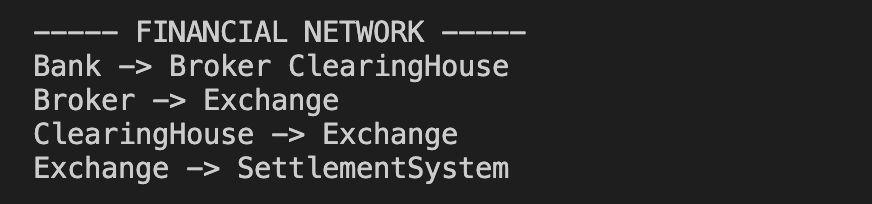 ----- FINANCIAL NETWORK -----
Bank -> Broker ClearingHouse
Broker -> Exchange
ClearingHouse -> Exchange
Exchange -> SettlementSystem